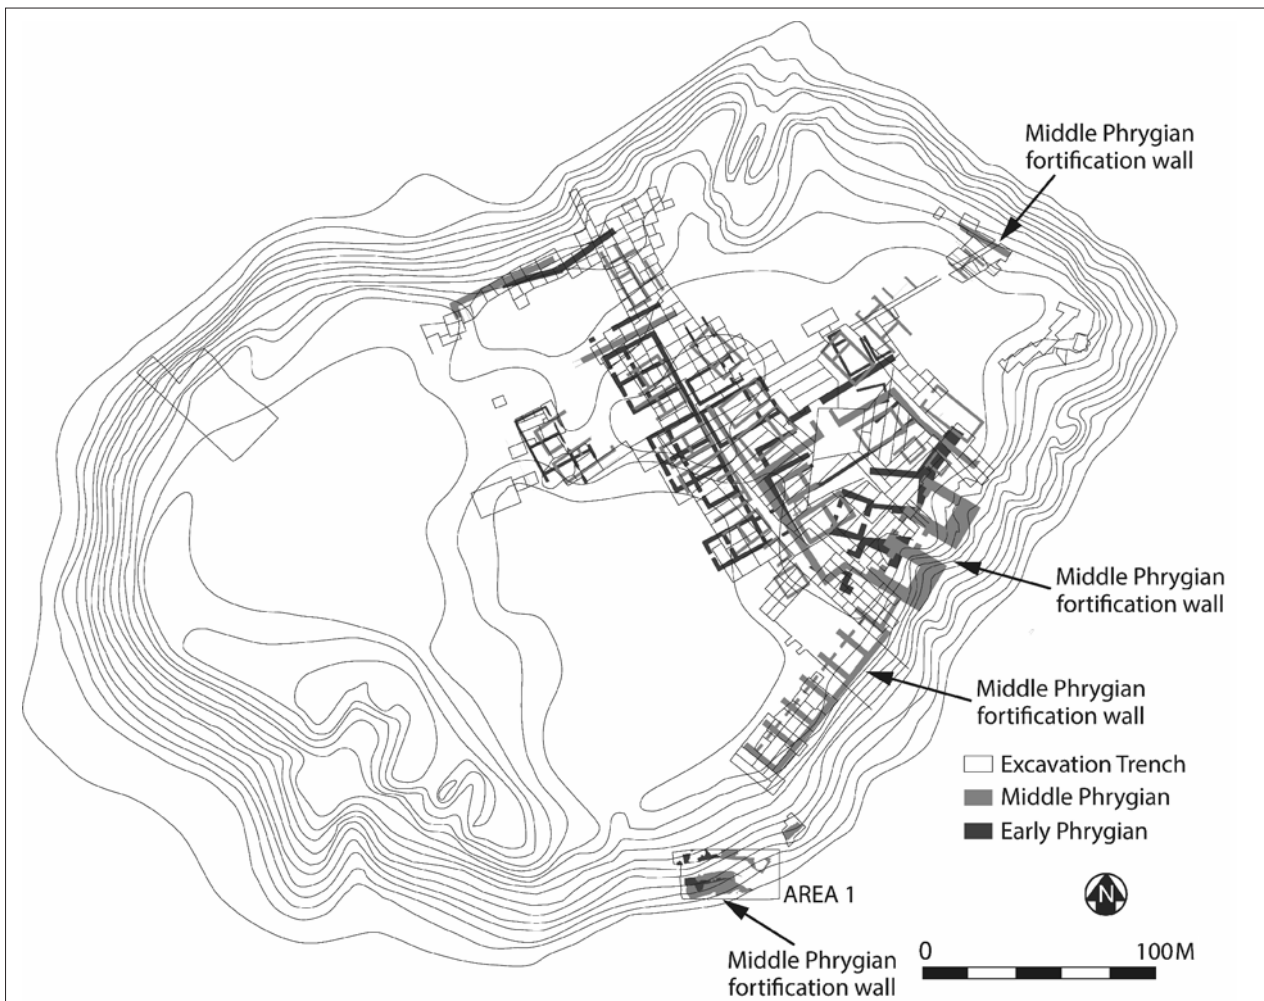 Middle Phrygian
fortification wall
Middle Phrygian
fortification wall
Middle Phrygian
fortification wall
Excavation Trench
Middle Phrygian
Early Phrygian
AREA 1
N
Middle Phrygian
fortification wall
0 100M